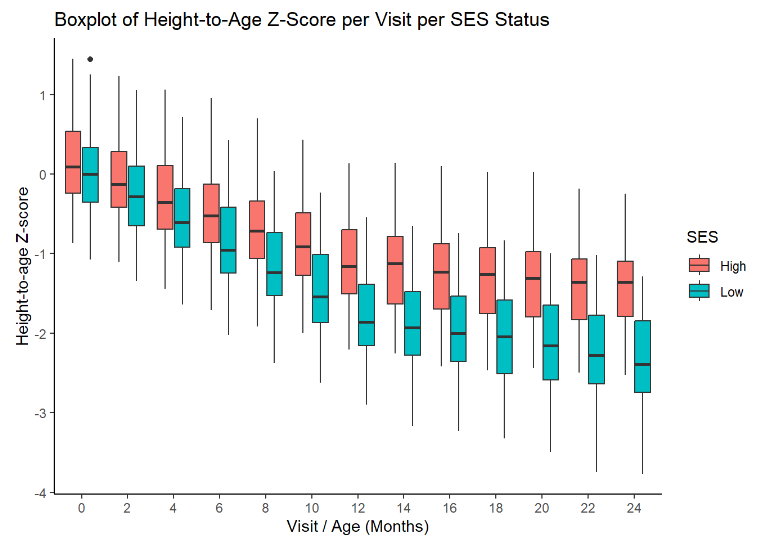 Boxplot of Height-to-Age Z-Score per Visit per SES Status
Height-to-age Z-score
1
0
-1
-2
-3
-4
0 2 4 6 8 10 12 14 16 18 20 22 24
Visit / Age (Months)
SES
High
Low